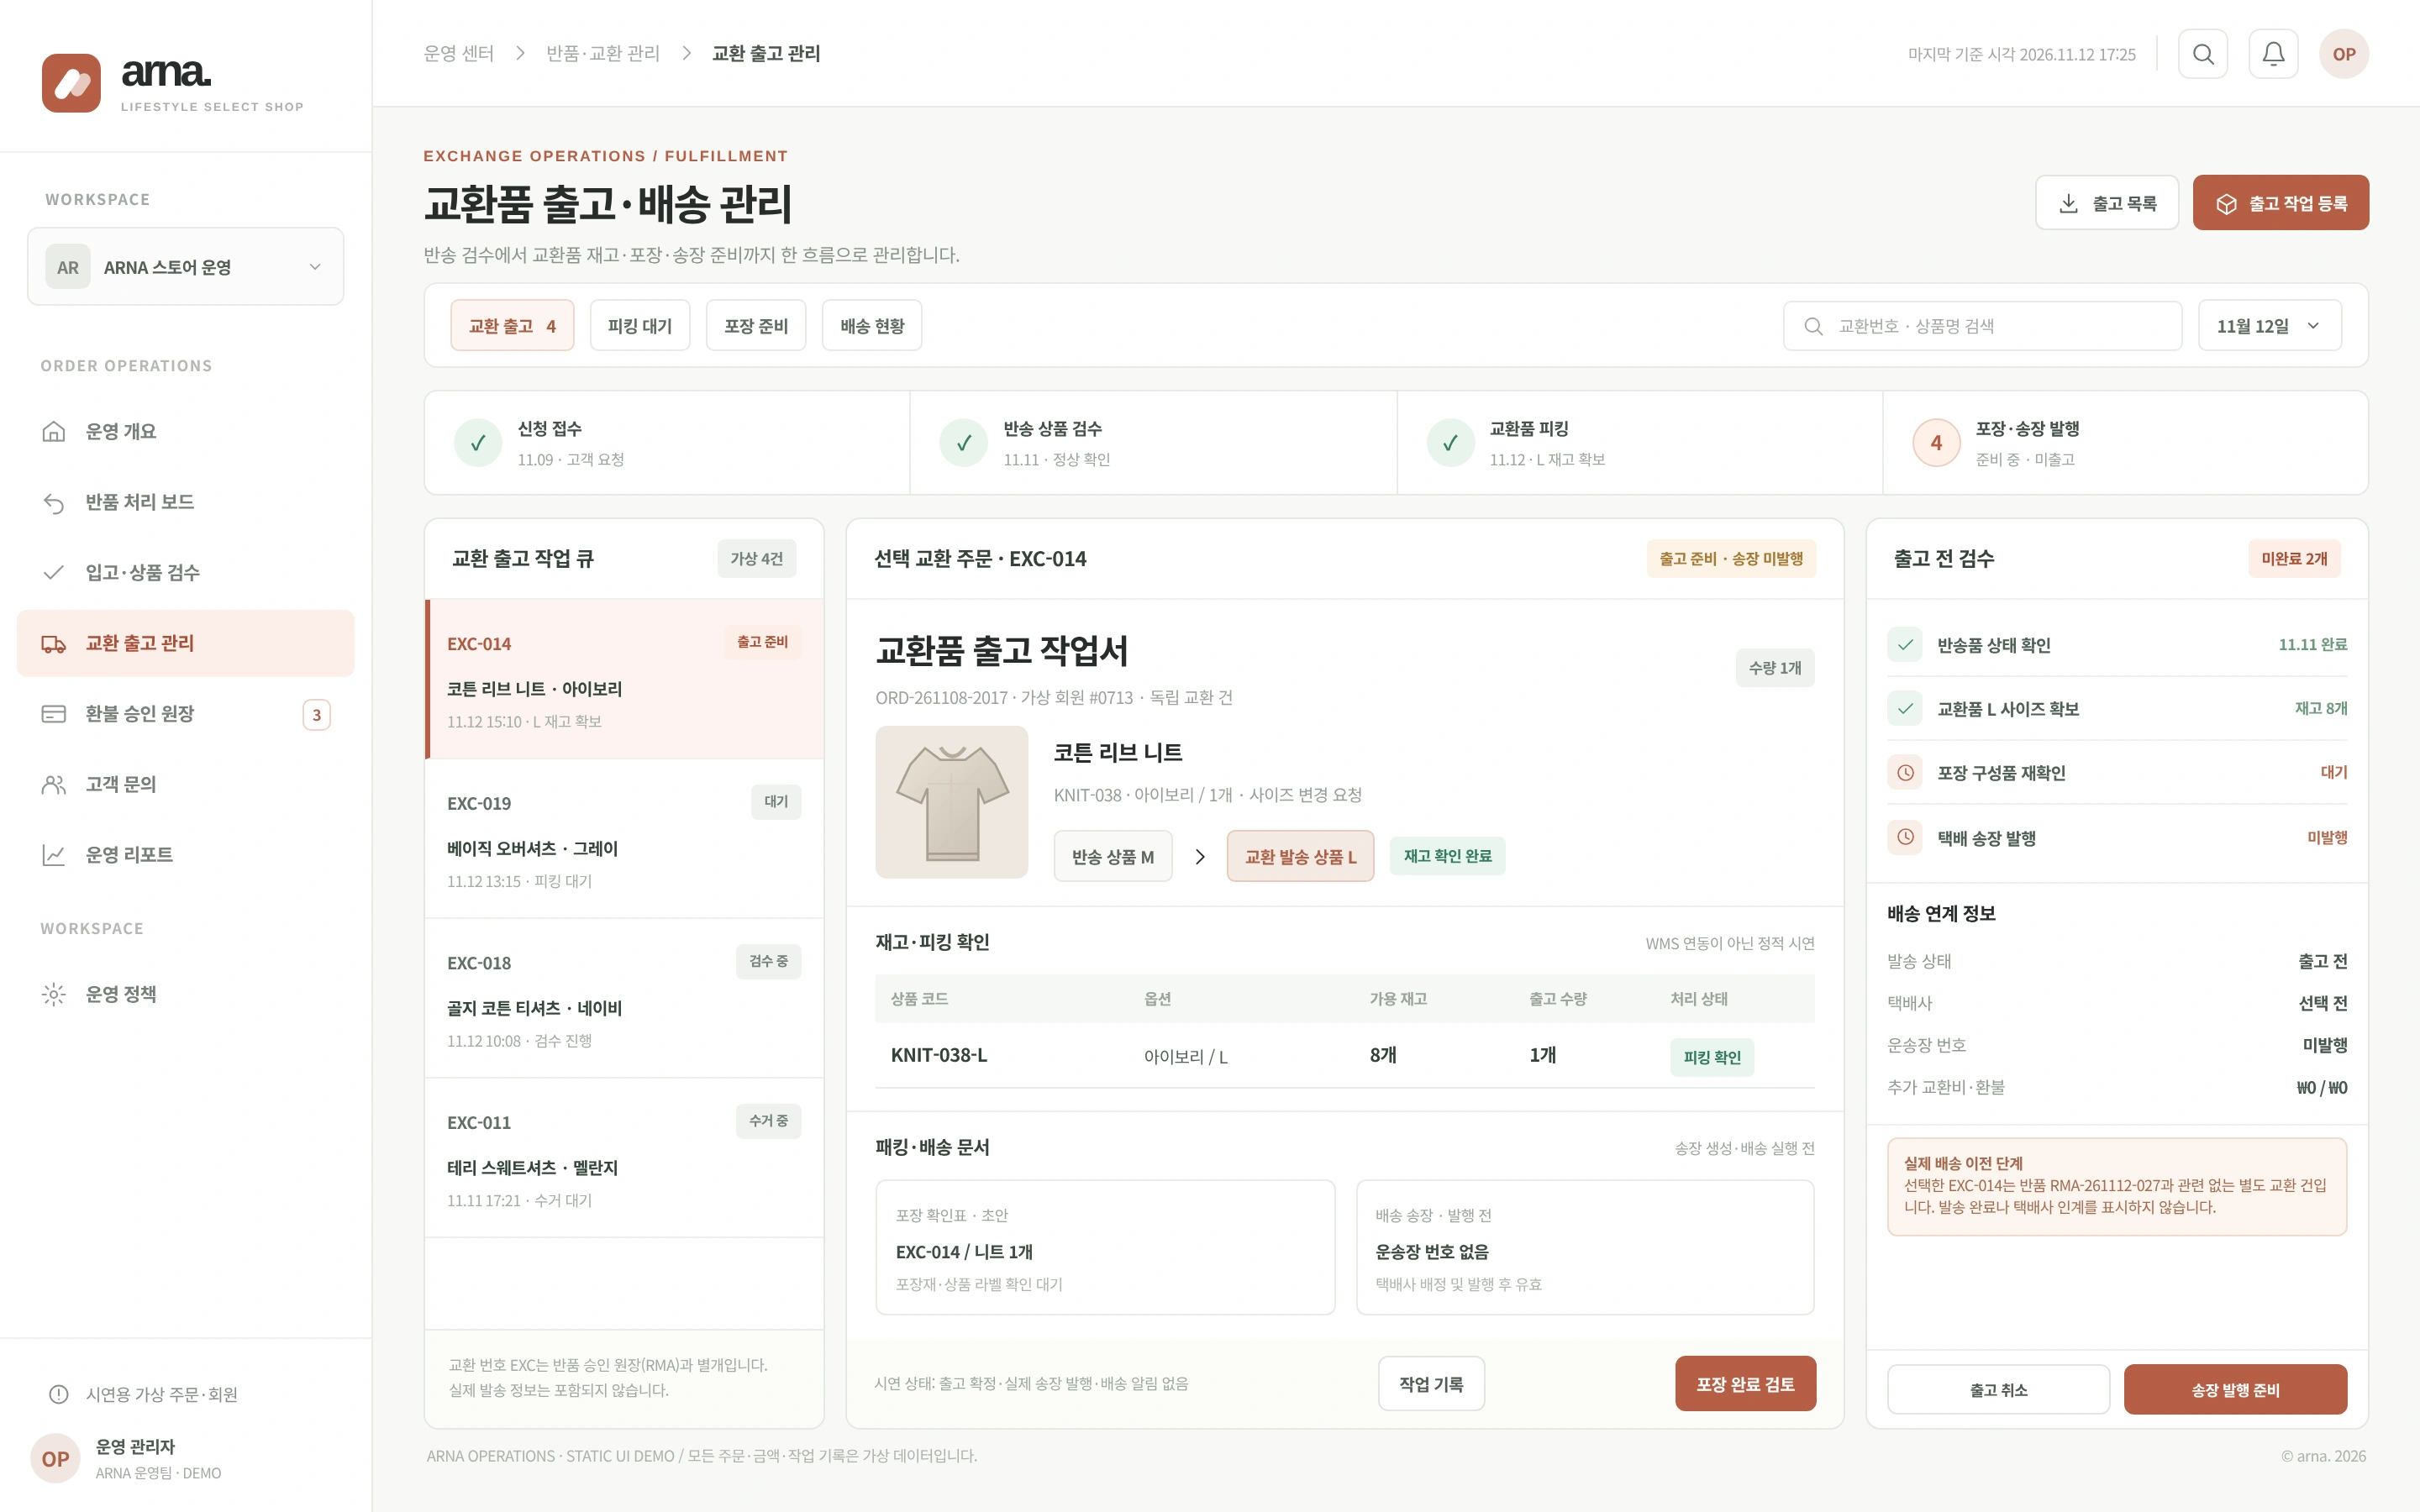 arna.
LIFESTYLE SELECT SHOP
WORKSPACE
AR ARNA 스토어 운영
ORDER OPERATIONS
운영 개요
반품 처리 보드
입고·상품 검수
교환 출고 관리
환불 승인 원장 3
고객 문의
운영 리포트
WORKSPACE
운영 정책
시연용 가상 주문·회원
OP 운영 관리자
ARNA 운영팀 · DEMO
운영 센터 > 반품·교환 관리 > 교환 출고 관리
마지막 기준 시각 2026.11.12 17:25
OP
EXCHANGE OPERATIONS / FULFILLMENT
교환품 출고·배송 관리
반송 검수에서 교환품 재고·포장·송장 준비까지 한 흐름으로 관리합니다.
출고 목록
출고 작업 등록
교환 출고 4
피킹 대기
포장 준비
배송 현황
교환번호 · 상품명 검색
11월 12일
✓ 신청 접수
11.09 · 고객 요청
✓ 반송 상품 검수
11.11 · 정상 확인
✓ 교환품 피킹
11.12 · L 재고 확보
4 포장·송장 발행
준비 중 · 미출고
교환 출고 작업 큐 가상 4건
EXC-014 출고 준비
코튼 리브 니트 · 아이보리
11.12 15:10 · L 재고 확보
EXC-019 대기
베이직 오버셔츠 · 그레이
11.12 13:15 · 피킹 대기
EXC-018 검수 중
골지 코튼 티셔츠 · 네이비
11.12 10:08 · 검수 진행
EXC-011 수거 중
테리 스웨트셔츠 · 멜란지
11.11 17:21 · 수거 대기
교환 번호 EXC는 반품 승인 원장(RMA)과 별개입니다.
실제 발송 정보는 포함되지 않습니다.
선택 교환 주문 · EXC-014 출고 준비 · 송장 미발행
교환품 출고 작업서
수량 1개
ORD-261108-2017 · 가상 회원 #0713 · 독립 교환 건
코튼 리브 니트
KNIT-038 · 아이보리 / 1개 · 사이즈 변경 요청
반송 상품 M > 교환 발송 상품 L 재고 확인 완료
재고·피킹 확인 WMS 연동이 아닌 정적 시연
상품 코드 옵션 가용 재고 출고 수량 처리 상태
KNIT-038-L 아이보리 / L 8개 1개 피킹 확인
패킹·배송 문서 송장 생성·배송 실행 전
포장 확인표 · 초안
EXC-014 / 니트 1개
포장재·상품 라벨 확인 대기
배송 송장 · 발행 전
운송장 번호 없음
택배사 배정 및 발행 후 유효
시연 상태: 출고 확정·실제 송장 발행·배송 알림 없음
작업 기록
포장 완료 검토
출고 전 검수 미완료 2개
반송품 상태 확인 11.11 완료
교환품 L 사이즈 확보 재고 8개
포장 구성품 재확인 대기
택배 송장 발행 미발행
배송 연계 정보
발송 상태 출고 전
택배사 선택 전
운송장 번호 미발행
추가 교환비·환불 ₩0 / ₩0
실제 배송 이전 단계
선택한 EXC-014는 반품 RMA-261112-027과 관련 없는 별도 교환 건입
니다. 발송 완료나 택배사 인계를 표시하지 않습니다.
출고 취소
송장 발행 준비
ARNA OPERATIONS · STATIC UI DEMO / 모든 주문·금액·작업 기록은 가상 데이터입니다.
© arna. 2026